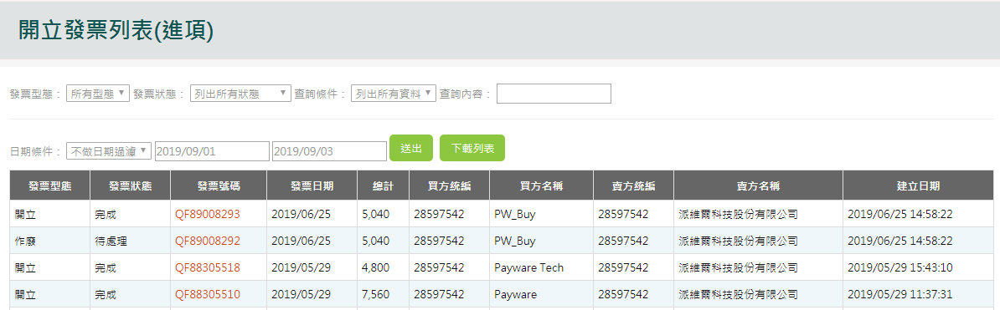 開立發票列表(進項)
發票型態： 所有型態 發票狀態： 列出所有狀態 查詢條件： 列出所有資料 查詢內容：
日期條件： 不做日期過濾 2019/09/01 2019/09/03 送出 下載列表
發票型態 發票狀態 發票號碼 發票日期 總計 買方統編 買方名稱 賣方統編 賣方名稱 建立日期
開立 完成 QF89008293 2019/06/25 5,040 28597542 PW_Buy 28597542 派維爾科技股份有限公司 2019/06/25 14:58:22
作廢 待處理 QF89008292 2019/06/25 5,040 28597542 PW_Buy 28597542 派維爾科技股份有限公司 2019/06/25 14:58:22
開立 完成 QF88305518 2019/05/29 4,800 28597542 Payware Tech 28597542 派維爾科技股份有限公司 2019/05/29 15:43:10
開立 完成 QF88305510 2019/05/29 7,560 28597542 Payware 28597542 派維爾科技股份有限公司 2019/05/29 11:37:31